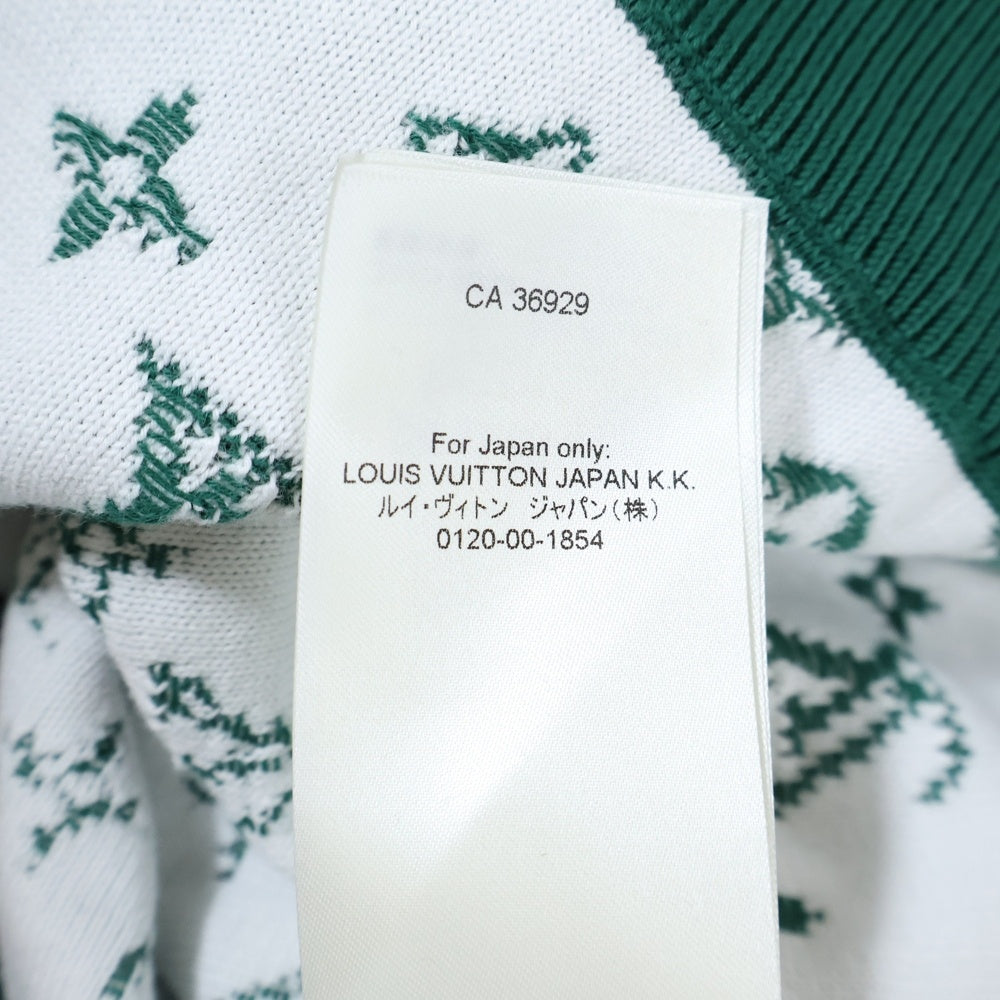 CA 36929
For Japan only:
LOUIS VUITTON JAPAN K.K.
ルイ・ヴィトン ジャパン(株)
0120-00-1854